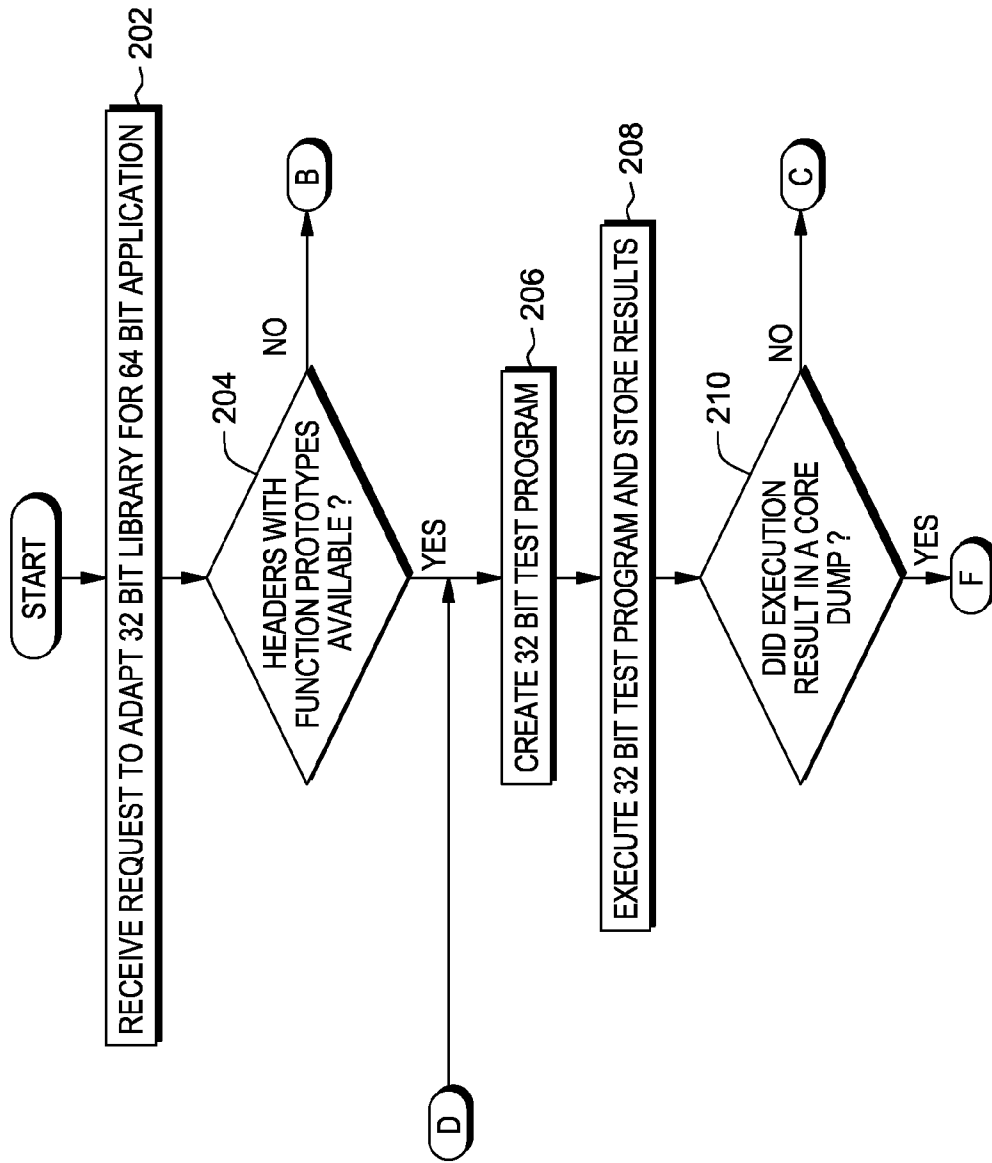 START
RECEIVE REQUEST TO ADAPT 32 BIT LIBRARY FOR 64 BIT APPLICATION
202
HEADERS WITH
FUNCTION PROTOTYPES
AVAILABLE ?
204
NO
B
YES
D
CREATE 32 BIT TEST PROGRAM
206
EXECUTE 32 BIT TEST PROGRAM AND STORE RESULTS
208
DID EXECUTION
RESULT IN A CORE
DUMP ?
210
NO
C
YES
F